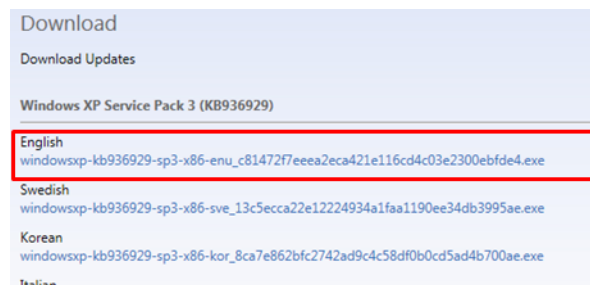 Download
Download Updates
Windows XP Service Pack 3 (KB936929)
English
windowsxp-kb936929-sp3-x86-enu_c81472f7eeea2eca421e116cd4c03e2300ebfde4.exe
Swedish
windowsxp-kb936929-sp3-x86-sve_13c5ecca22e12224934a1faa1190ee34db3995ae.exe
Korean
windowsxp-kb936929-sp3-x86-kor_8ca7e862bfc2742ad9c4c58df0b0cd5ad4b700ae.exe
Italian